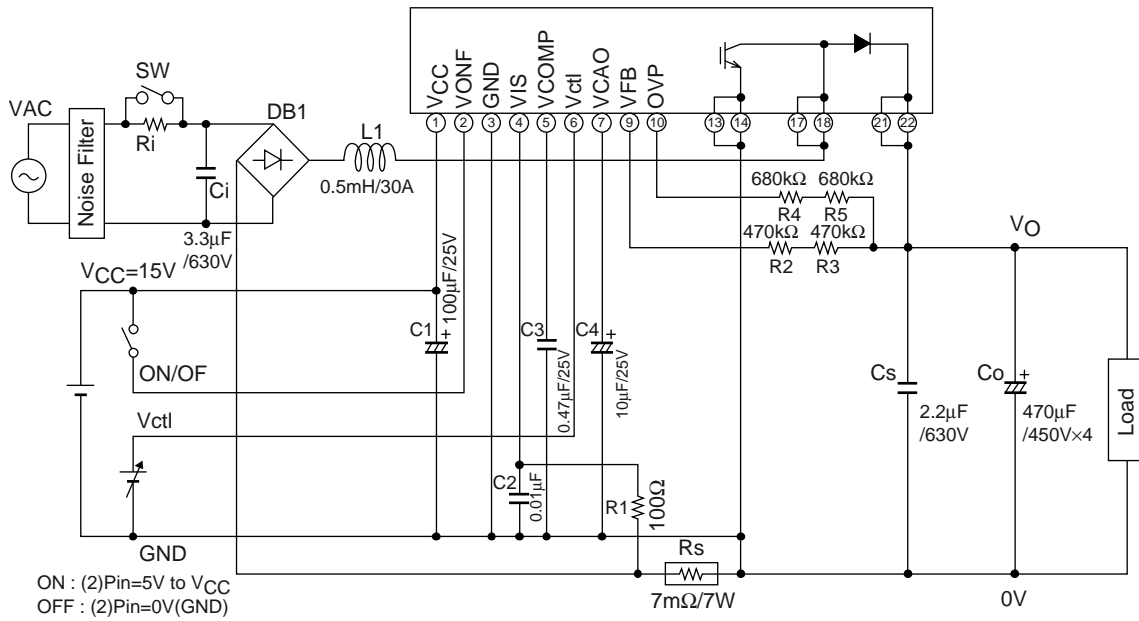 VCC
VONF
GND
VIS
VCOMP
Vctl
VCAO
VFB
OVP
1
2
3
4
5
6
7
9
10
13
14
17
18
21
22
SW
VAC
Noise Filter
Ri
Ci
3.3µF
/630V
DB1
L1
0.5mH/30A
680kΩ
680kΩ
R4
R5
470kΩ
470kΩ
R2
R3
VO
VCC=15V
C1
+
100µF/25V
C3
0.47µF/25V
C4
+
10µF/25V
ON/OF
Vctl
C2
0.01µF
R1
100Ω
Cs
2.2µF
/630V
Co
+
470µF
/450V×4
Load
GND
Rs
7mΩ/7W
0V
ON : (2)Pin=5V to VCC
OFF : (2)Pin=0V(GND)